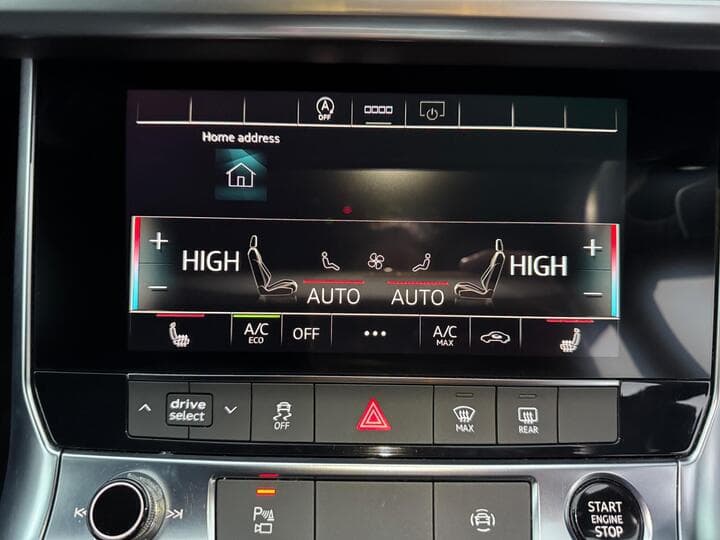 A
OFF
Home address
+ HIGH HIGH +
- AUTO AUTO -
A/C
ECO
OFF
...
A/C
MAX
drive
select
OFF
MAX
REAR
P
START
ENGINE
STOP